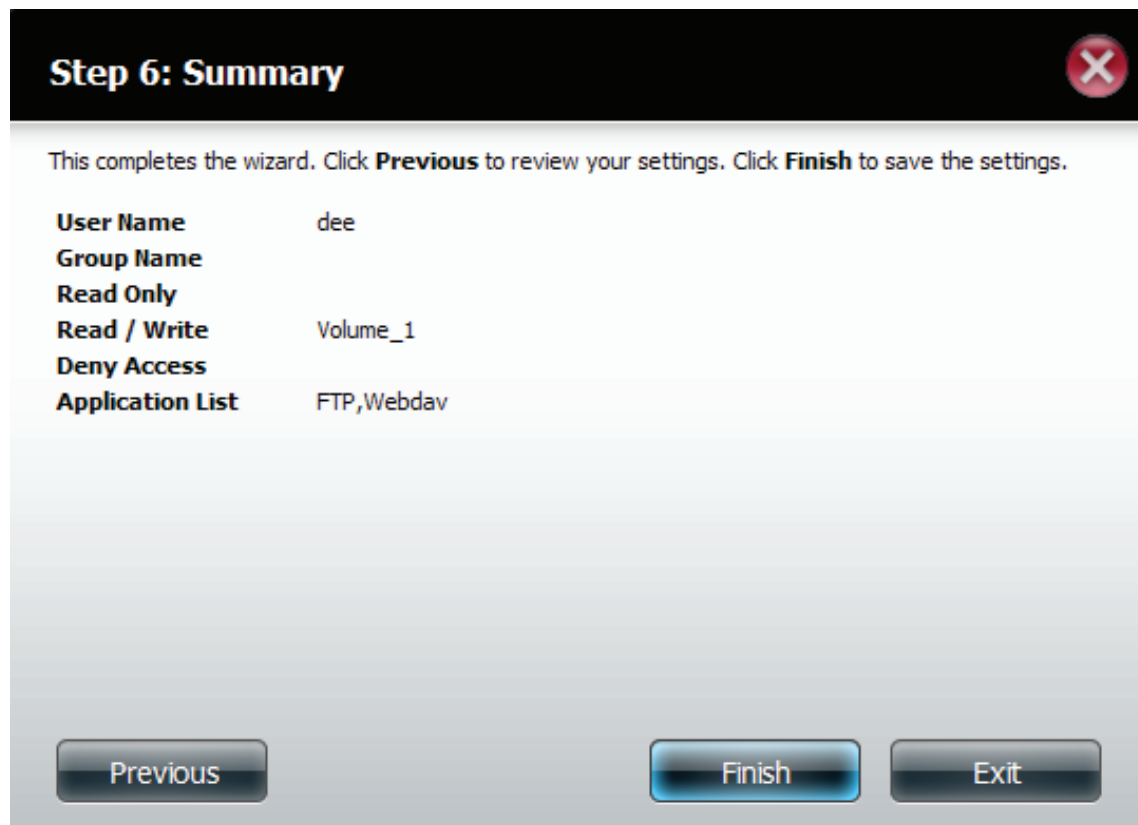 Step 6: Summary
This completes the wizard. Click Previous to review your settings. Click Finish to save the settings.
User Name dee
Group Name
Read Only
Read / Write Volume_1
Deny Access
Application List FTP,Webdav
Previous Finish Exit